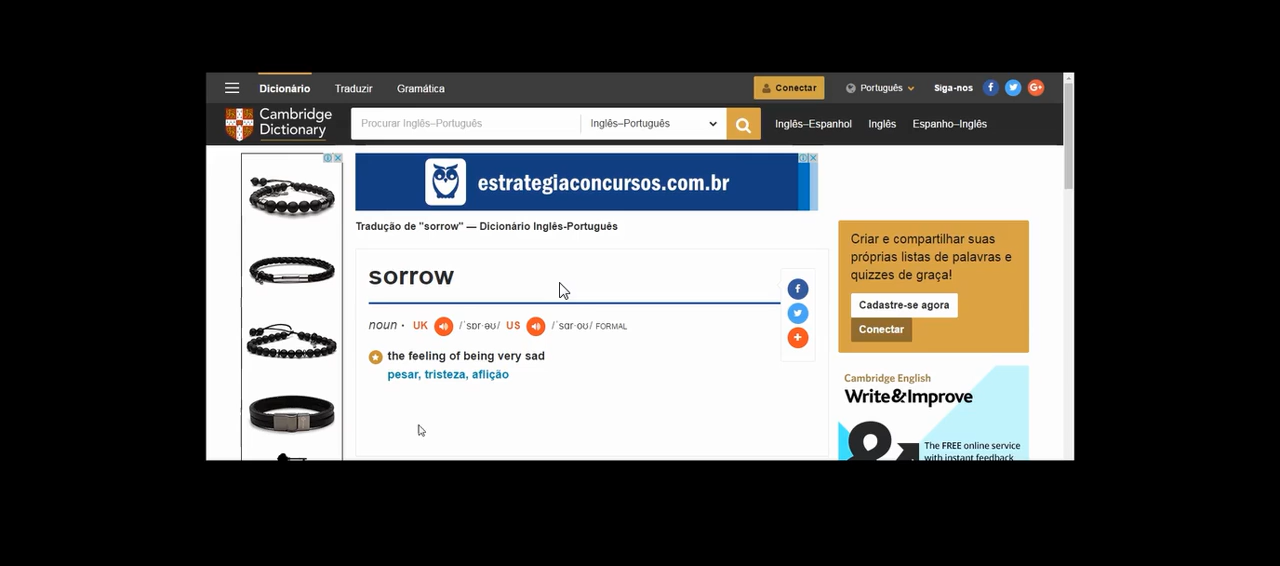 Dicionário Traduzir Gramática Conectar Português Siga-nos
Cambridge
Dictionary
Procurar Inglês–Português Inglês–Português Inglês–Espanhol Inglês Espanho–Inglês
estrategiaconcursos.com.br
Tradução de "sorrow" — Dicionário Inglês-Português
sorrow
noun · UK /ˈsɒr·əʊ/ US /ˈsɑr·oʊ/ FORMAL
the feeling of being very sad
pesar, tristeza, aflição
Criar e compartilhar suas
próprias listas de palavras e
quizzes de graça!
Cadastre-se agora
Conectar
Cambridge English
Write&Improve
&
The FREE online service
with instant feedback